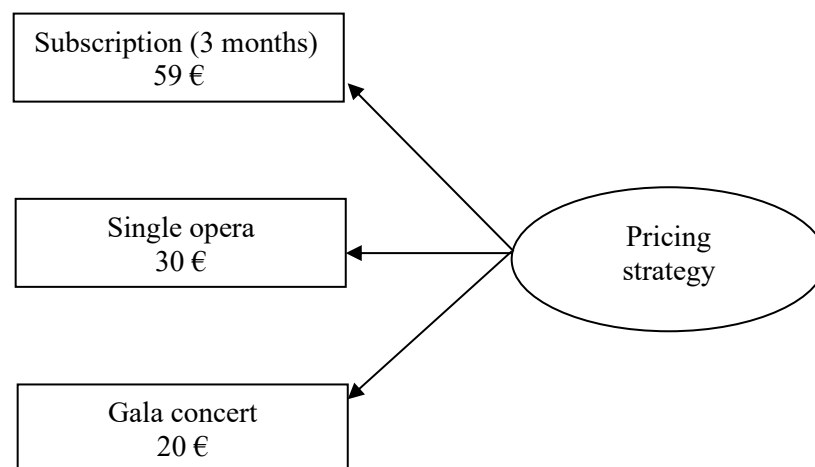 Subscription (3 months)
59 €
Single opera
30 €
Pricing
strategy
Gala concert
20 €